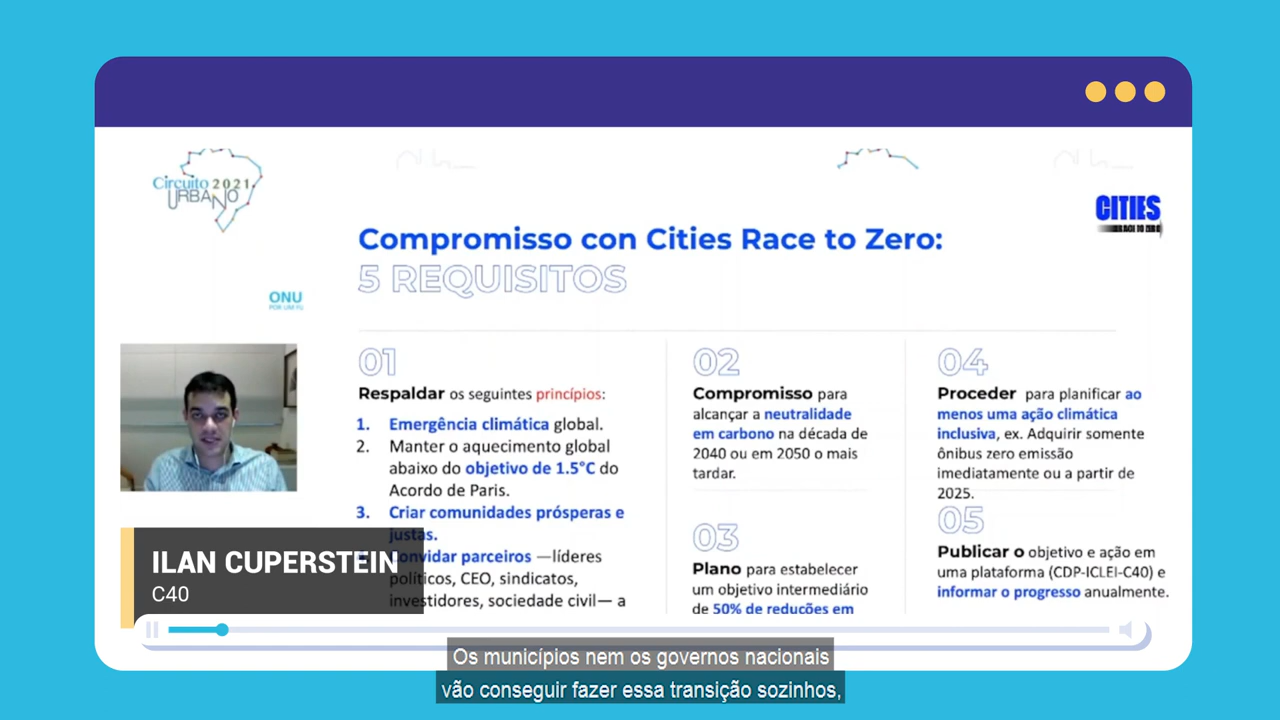 Circuito 2021
URBANO
CITIES
RACE TO ZERO
Compromisso con Cities Race to Zero:
5 REQUISITOS
ONU
01
Respaldar os seguintes princípios:
1. Emergência climática global.
2. Manter o aquecimento global
abaixo do objetivo de 1.5°C do
Acordo de Paris.
3. Criar comunidades prósperas e
justas.
Convidar parceiros —líderes
políticos, CEO, sindicatos,
investidores, sociedade civil— a
02
Compromisso para
alcançar a neutralidade
em carbono na década de
2040 ou em 2050 o mais
tardar.
03
Plano para estabelecer
um objetivo intermediário
de 50% de reduções em
04
Proceder para planificar ao
menos uma ação climática
inclusiva, ex. Adquirir somente
ônibus zero emissão
imediatamente ou a partir de
2025.
05
Publicar o objetivo e ação em
uma plataforma (CDP-ICLEI-C40) e
informar o progresso anualmente.
ILAN CUPERSTEIN
C40
Os municípios nem os governos nacionais
vão conseguir fazer essa transição sozinhos,